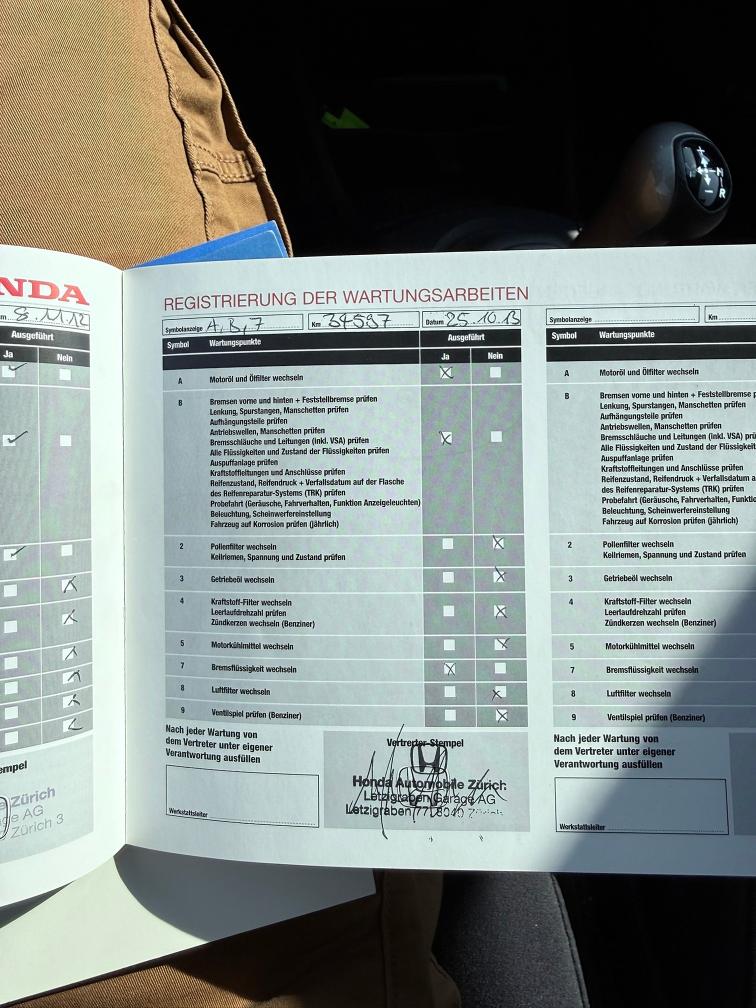 NDA
8.11.12
Ausgeführt
Ja Nein
Zürich
ge AG
Zürich 3
REGISTRIERUNG DER WARTUNGSARBEITEN
Symbolanzeige A, B, 7 Km 34597 Datum 25.10.13
Symbol Wartungspunkte Ausgeführt
Ja Nein
A Motoröl und Ölfilter wechseln
B Bremsen vorne und hinten + Feststellbremse prüfen
Lenkung, Spurstangen, Manschetten prüfen
Aufhängungsteile prüfen
Antriebswellen, Manschetten prüfen
Bremsschläuche und Leitungen (inkl. VSA) prüfen
Alle Flüssigkeiten und Zustand der Flüssigkeiten prüfen
Auspuffanlage prüfen
Kraftstoffleitungen und Anschlüsse prüfen
Reifenzustand, Reifendruck + Verfallsdatum auf der Flasche
des Reifenreparatur-Systems (TRK) prüfen
Probefahrt (Geräusche, Fahrverhalten, Funktion Anzeigeleuchten)
Beleuchtung, Scheinwerfereinstellung
Fahrzeug auf Korrosion prüfen (jährlich)
2 Pollenfilter wechseln
Keilriemen, Spannung und Zustand prüfen
3 Getriebeöl wechseln
4 Kraftstoff-Filter wechseln
Leerlaufdrehzahl prüfen
Zündkerzen wechseln (Benziner)
5 Motorkühlmittel wechseln
7 Bremsflüssigkeit wechseln
8 Luftfilter wechseln
9 Ventilspiel prüfen (Benziner)
Nach jeder Wartung von
dem Vertreter unter eigener
Verantwortung ausfüllen
Werkstattleiter
Vertreter-Stempel
Honda Automobile Zürich
Letzigraben Garage AG
Letzigraben 77, 8040 Zürich
Symbolanzeige Km
Symbol Wartungspunkte
A Motoröl und Ölfilter wechseln
B Bremsen vorne und hinten + Feststellbremse p
Lenkung, Spurstangen, Manschetten prüfen
Aufhängungsteile prüfen
Antriebswellen, Manschetten prüfen
Bremsschläuche und Leitungen (inkl. VSA) prü
Alle Flüssigkeiten und Zustand der Flüssigkeit
Auspuffanlage prüfen
Kraftstoffleitungen und Anschlüsse prüfen
Reifenzustand, Reifendruck + Verfallsdatum a
des Reifenreparatur-Systems (TRK) prüfen
Probefahrt (Geräusche, Fahrverhalten, Funktio
Beleuchtung, Scheinwerfereinstellung
Fahrzeug auf Korrosion prüfen (jährlich)
2 Pollenfilter wechseln
Keilriemen, Spannung und Zustand prüfen
3 Getriebeöl wechseln
4 Kraftstoff-Filter wechseln
Leerlaufdrehzahl prüfen
Zündkerzen wechseln (Benziner)
5 Motorkühlmittel wechseln
7 Bremsflüssigkeit wechseln
8 Luftfilter wechseln
9 Ventilspiel prüfen (Benziner)
Nach jeder Wartung von
dem Vertreter unter eigener
Verantwortung ausfüllen
Werkstattleiter
+
N
R